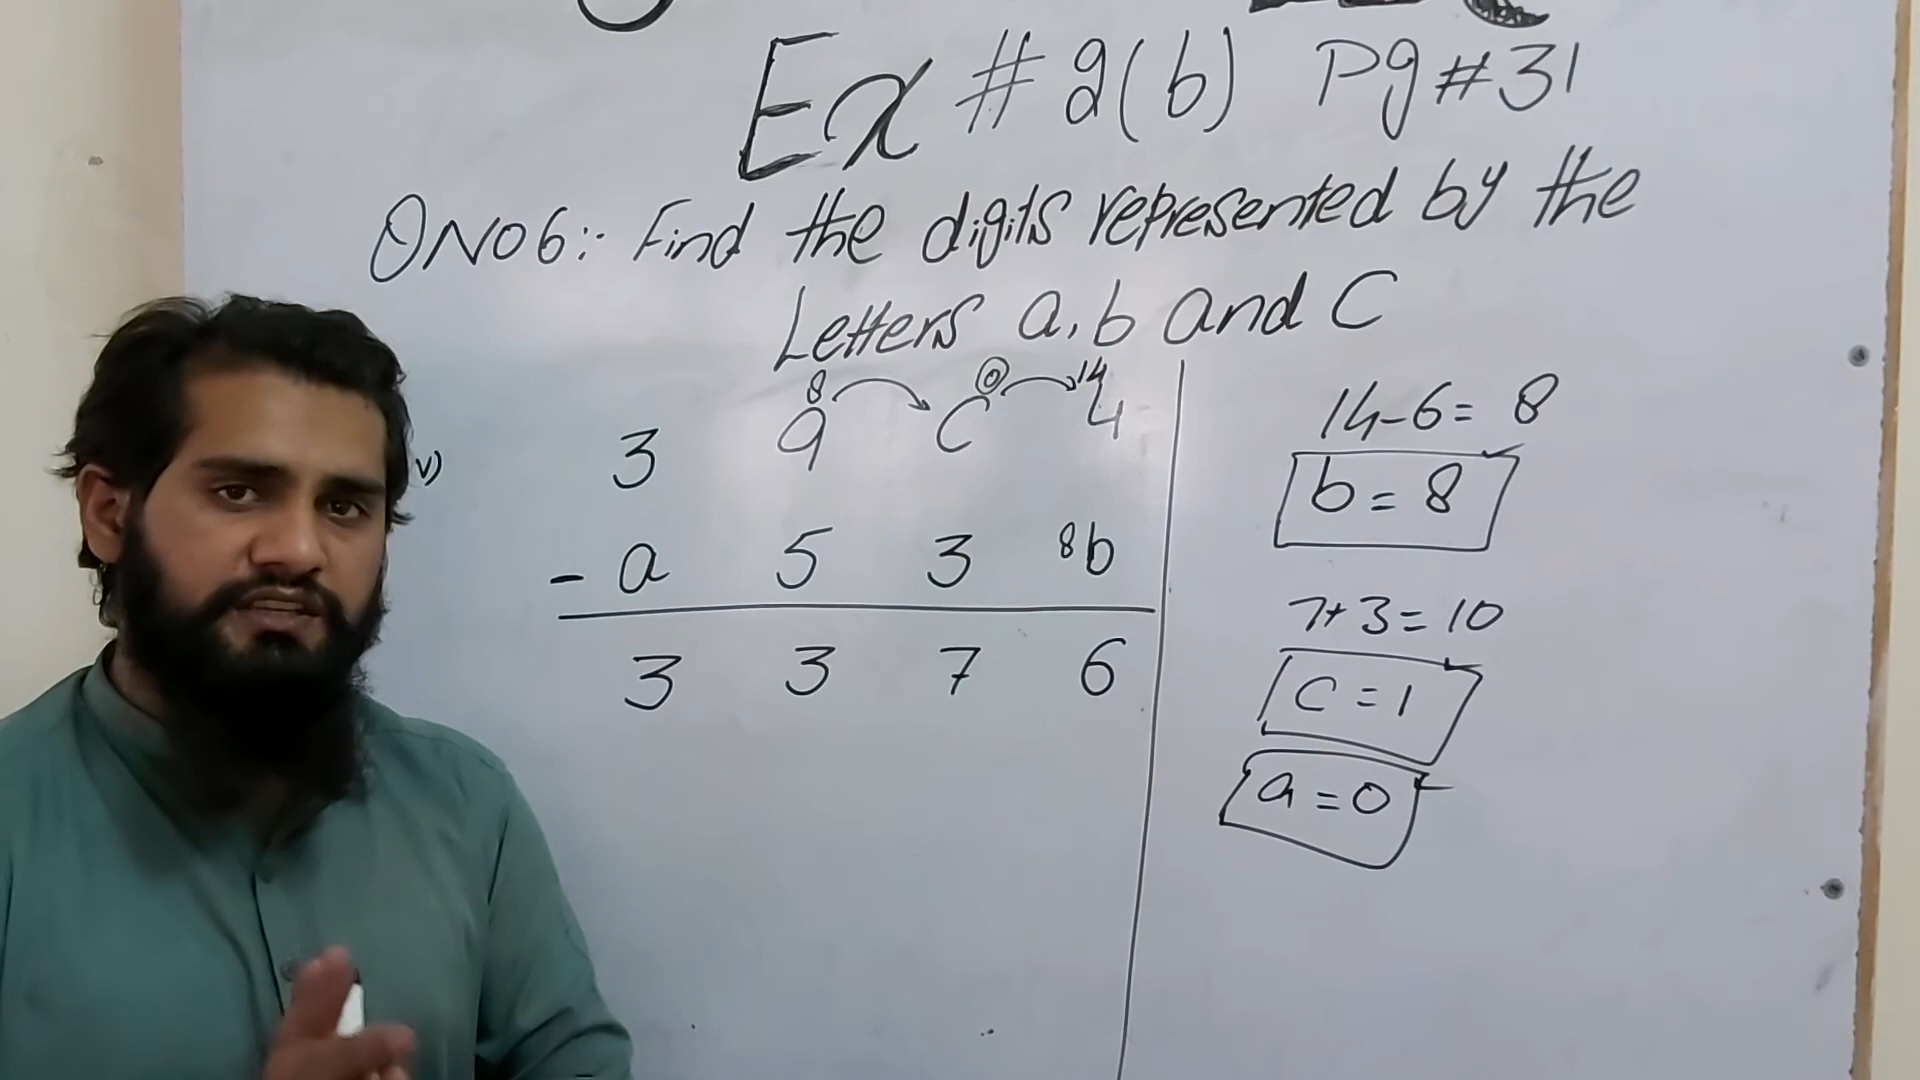 Ex # 2(b) Pg #31
QNO6:- Find the digits represented by the
Letters a,b and C
8 0 14
v) 3 9 C 4
- a 5 3 8b
3 3 7 6
14-6= 8
b = 8
7+3=10
C = 1
a = 0